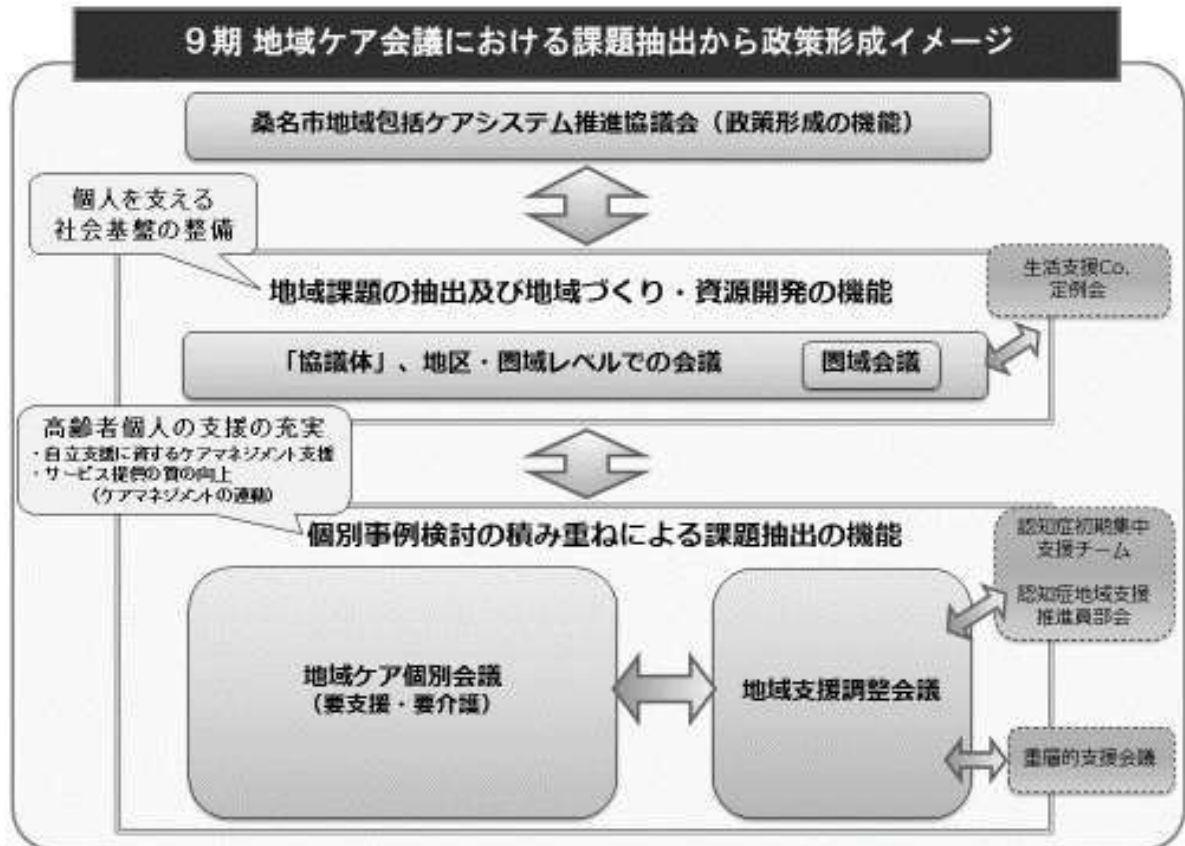 9期 地域ケア会議における課題抽出から政策形成イメージ
桑名市地域包括ケアシステム推進協議会（政策形成の機能）
個人を支える
社会基盤の整備
地域課題の抽出及び地域づくり・資源開発の機能
生活支援Co.
定例会
「協議体」、地区・圏域レベルでの会議
圏域会議
高齢者個人の支援の充実
・自立支援に資するケアマネジメント支援
・サービス提供の質の向上
（ケアマネジメントの連動）
個別事例検討の積み重ねによる課題抽出の機能
認知症初期集中
支援チーム
認知症地域支援
推進員部会
地域ケア個別会議
（要支援・要介護）
地域支援調整会議
重層的支援会議